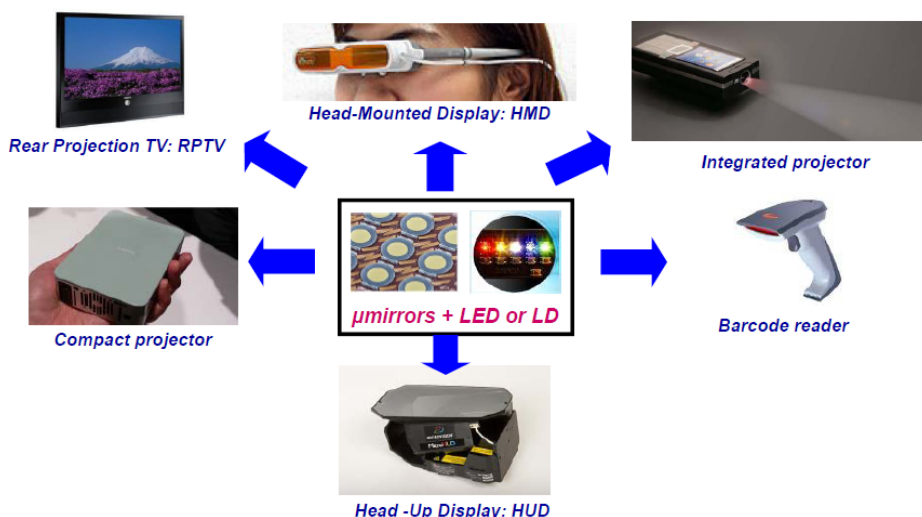 Head-Mounted Display: HMD
Rear Projection TV: RPTV
Integrated projector
µmirrors + LED or LD
Compact projector
Barcode reader
Head -Up Display: HUD